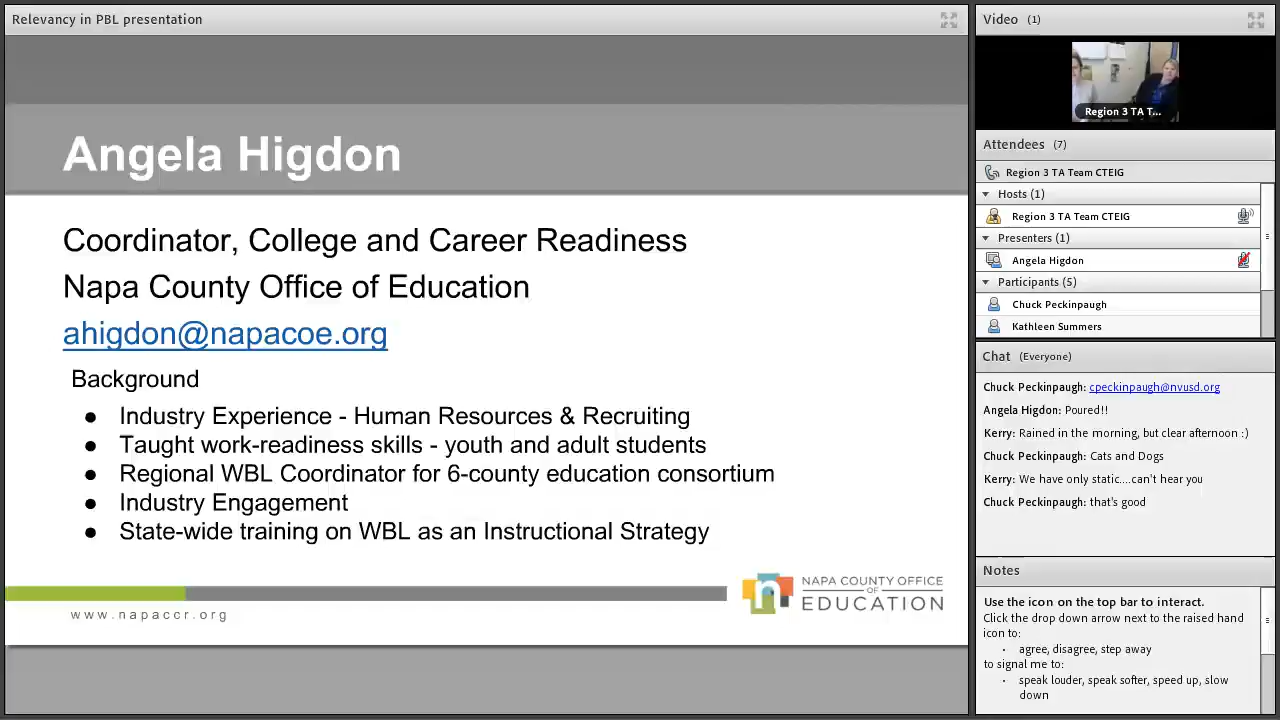 Relevancy in PBL presentation
Angela Higdon
Coordinator, College and Career Readiness
Napa County Office of Education
ahigdon@napacoe.org
Background
● Industry Experience - Human Resources & Recruiting
● Taught work-readiness skills - youth and adult students
● Regional WBL Coordinator for 6-county education consortium
● Industry Engagement
● State-wide training on WBL as an Instructional Strategy
www.napaccr.org
n
NAPA COUNTY OFFICE
OF
EDUCATION
Video (1)
Region 3 TA T...
Attendees (7)
Region 3 TA Team CTEIG
Hosts (1)
Region 3 TA Team CTEIG
Presenters (1)
Angela Higdon
Participants (5)
Chuck Peckinpaugh
Kathleen Summers
Chat (Everyone)
Chuck Peckinpaugh: cpeckinpaugh@nvusd.org
Angela Higdon: Poured!!
Kerry: Rained in the morning, but clear afternoon :)
Chuck Peckinpaugh: Cats and Dogs
Kerry: We have only static....can't hear you
Chuck Peckinpaugh: that's good
Notes
Use the icon on the top bar to interact.
Click the drop down arrow next to the raised hand
icon to:
· agree, disagree, step away
to signal me to:
· speak louder, speak softer, speed up, slow
down